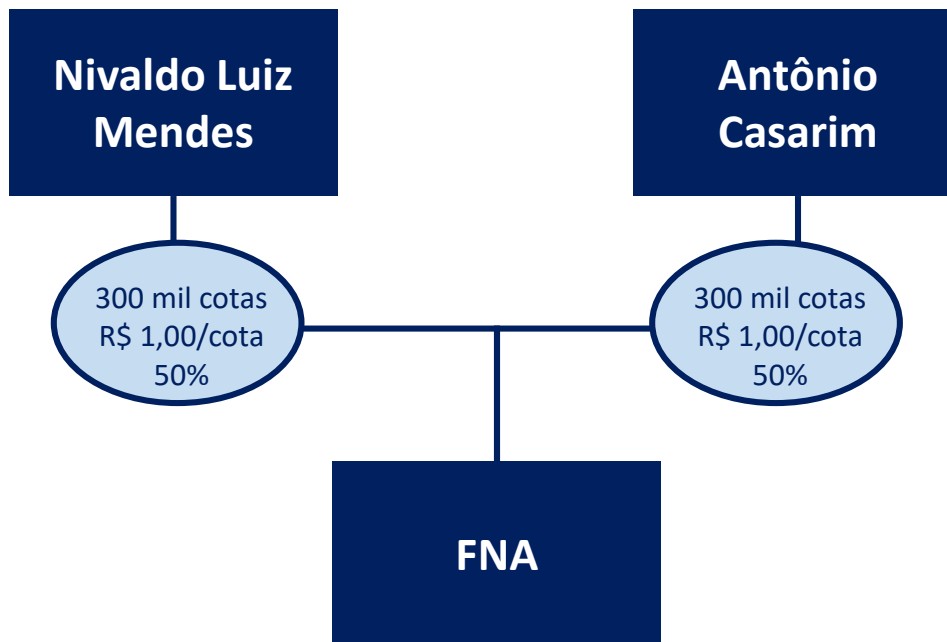 Nivaldo Luiz
Mendes
Antônio
Casarim
300 mil cotas
R$ 1,00/cota
50%
300 mil cotas
R$ 1,00/cota
50%
FNA